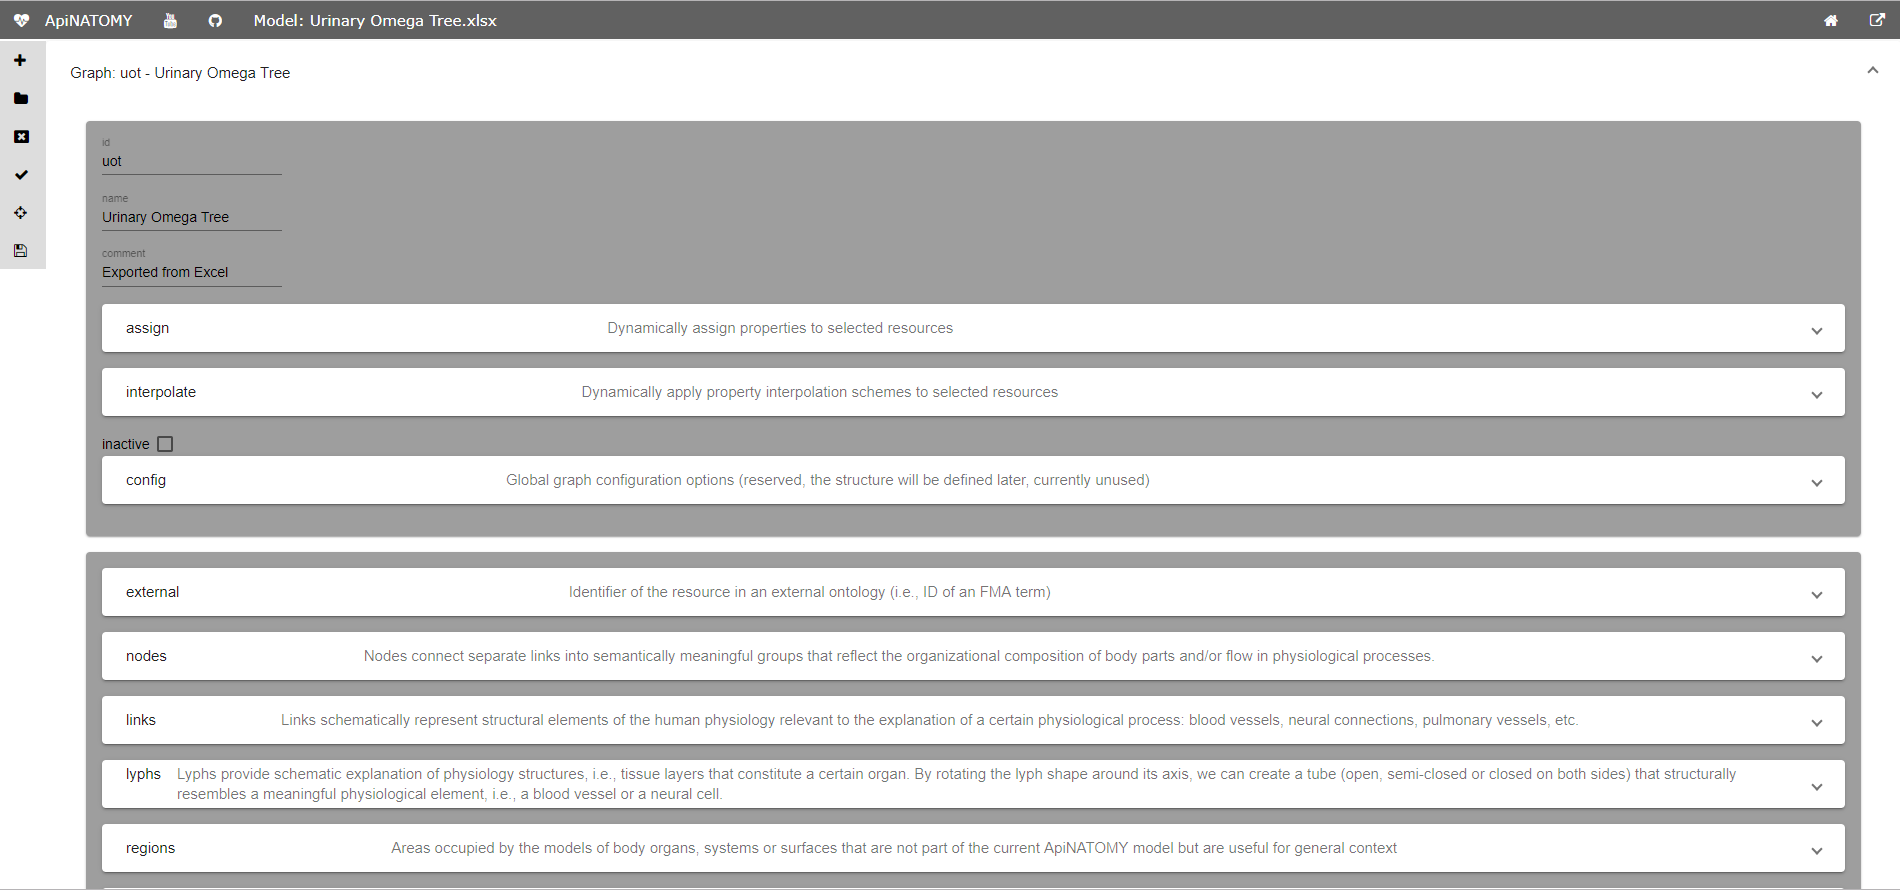 ApiNATOMY Model: Urinary Omega Tree.xlsx
Graph: uot - Urinary Omega Tree
id
uot
name
Urinary Omega Tree
comment
Exported from Excel
assign Dynamically assign properties to selected resources
interpolate Dynamically apply property interpolation schemes to selected resources
inactive
config Global graph configuration options (reserved, the structure will be defined later, currently unused)
external Identifier of the resource in an external ontology (i.e., ID of an FMA term)
nodes Nodes connect separate links into semantically meaningful groups that reflect the organizational composition of body parts and/or flow in physiological processes.
links Links schematically represent structural elements of the human physiology relevant to the explanation of a certain physiological process: blood vessels, neural connections, pulmonary vessels, etc.
lyphs Lyphs provide schematic explanation of physiology structures, i.e., tissue layers that constitute a certain organ. By rotating the lyph shape around its axis, we can create a tube (open, semi-closed or closed on both sides) that structurally
resembles a meaningful physiological element, i.e., a blood vessel or a neural cell.
regions Areas occupied by the models of body organs, systems or surfaces that are not part of the current ApiNATOMY model but are useful for general context